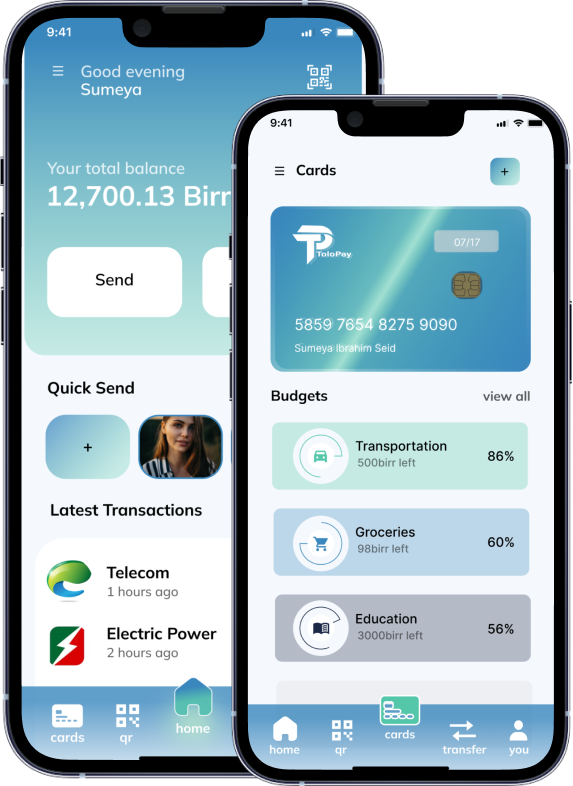 9:41
Good evening
Sumeya
Your total balance
12,700.13 Birr
Send
Quick Send
+
Latest Transactions
Telecom
1 hours ago
Electric Power
2 hours ago
cards
qr
home
9:41
Cards
+
TP
ToloPay
07/17
5859 7654 8275 9090
Sumeya Ibrahim Seid
Budgets
view all
Transportation
500birr left
86%
Groceries
98birr left
60%
Education
3000birr left
56%
home
qr
cards
transfer
you